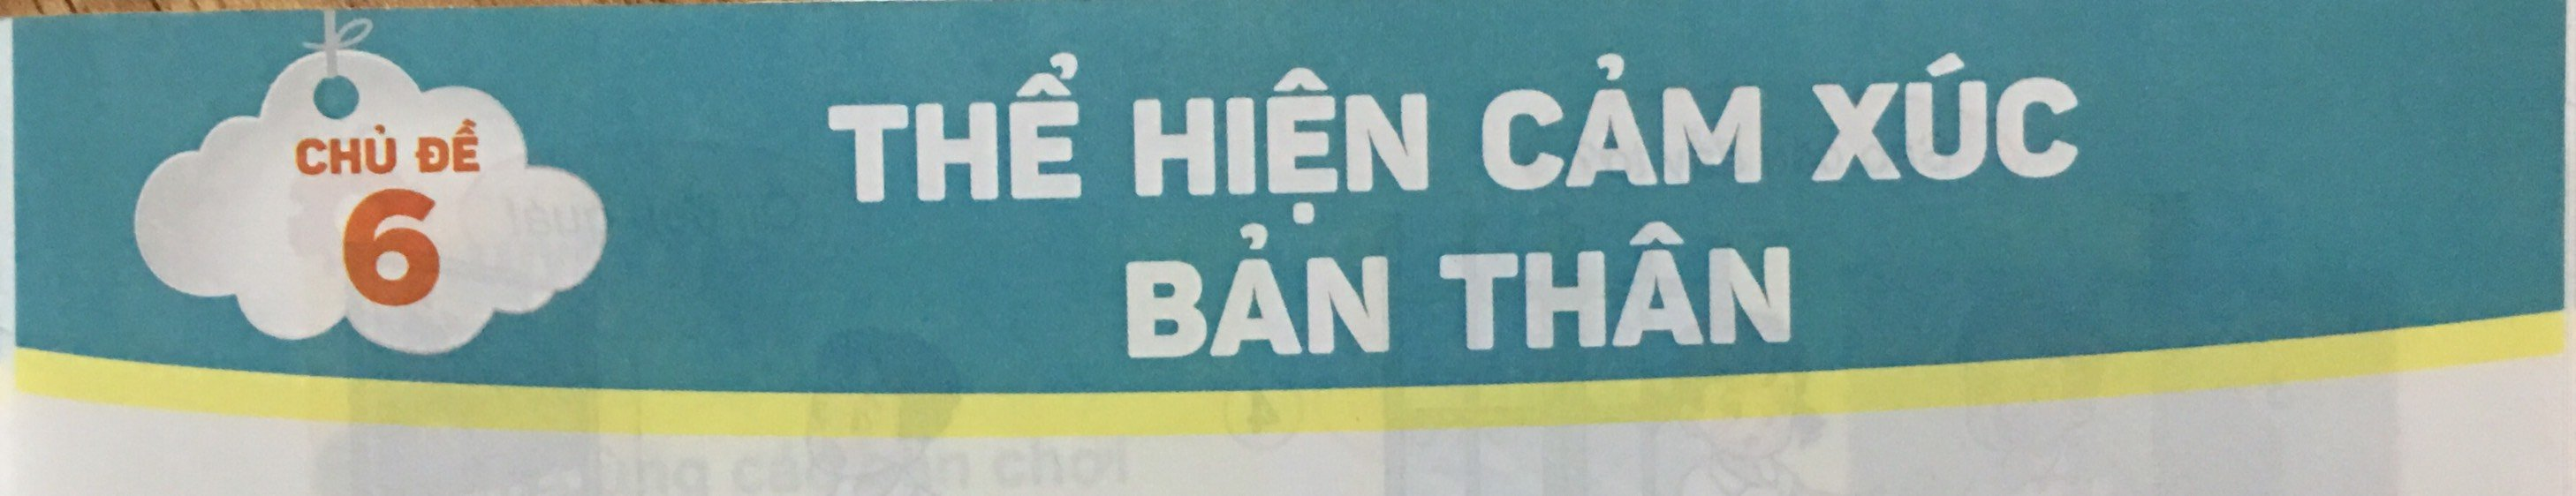 CHỦ ĐỀ
6
THỂ HIỆN CẢM XÚC
BẢN THÂN